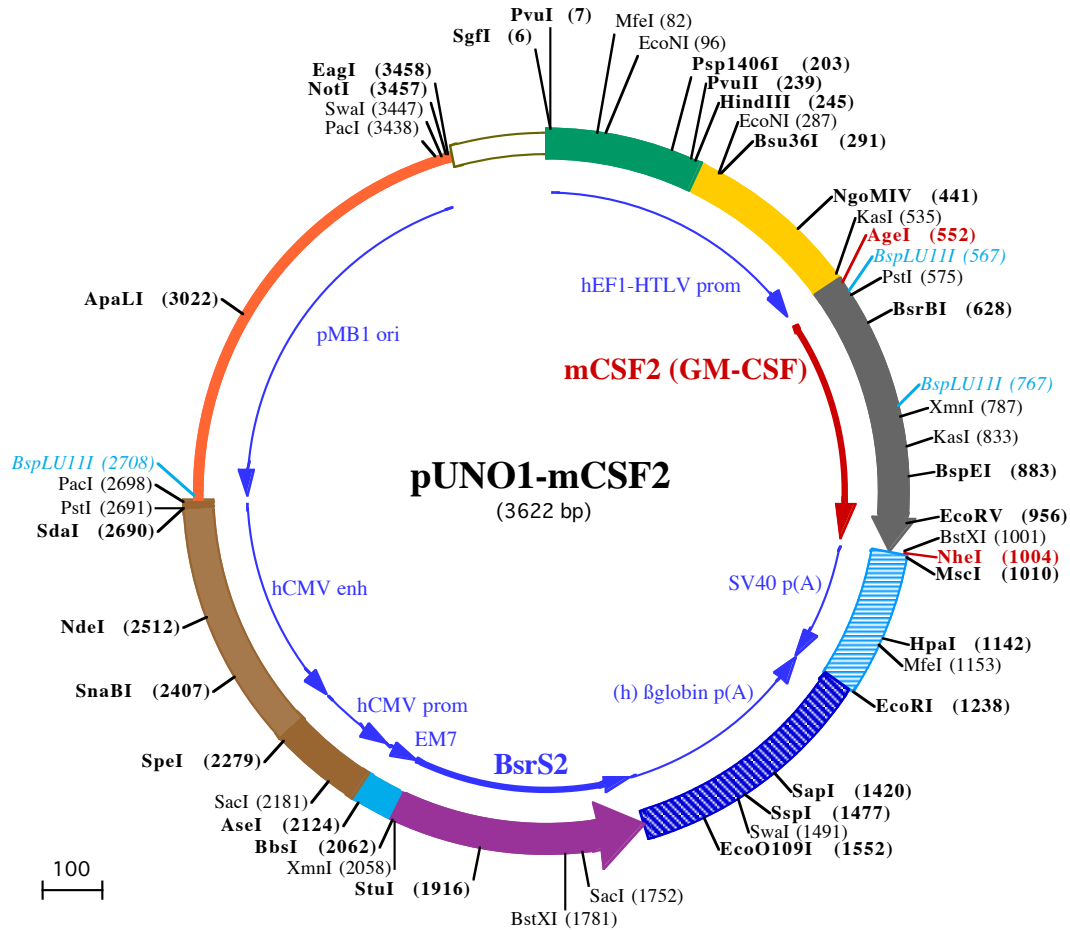 PvuI (7)
SgfI (6)
MfeI (82)
EcoNI (96)
Psp1406I (203)
PvuII (239)
HindIII (245)
EcoNI (287)
Bsu36I (291)
NgoMIV (441)
KasI (535)
AgeI (552)
BspLU11I (567)
PstI (575)
BsrBI (628)
BspLU11I (767)
XmnI (787)
KasI (833)
BspEI (883)
EcoRV (956)
BstXI (1001)
NheI (1004)
MscI (1010)
HpaI (1142)
MfeI (1153)
EcoRI (1238)
SapI (1420)
SspI (1477)
SwaI (1491)
EcoO109I (1552)
SacI (1752)
BstXI (1781)
StuI (1916)
XmnI (2058)
BbsI (2062)
AseI (2124)
SacI (2181)
SpeI (2279)
SnaBI (2407)
NdeI (2512)
SdaI (2690)
PstI (2691)
PacI (2698)
BspLU11I (2708)
ApaLI (3022)
PacI (3438)
SwaI (3447)
NotI (3457)
EagI (3458)
hEF1-HTLV prom
mCSF2 (GM-CSF)
SV40 p(A)
(h) ßglobin p(A)
BsrS2
EM7
hCMV prom
hCMV enh
pMB1 ori
pUNO1-mCSF2
(3622 bp)
100